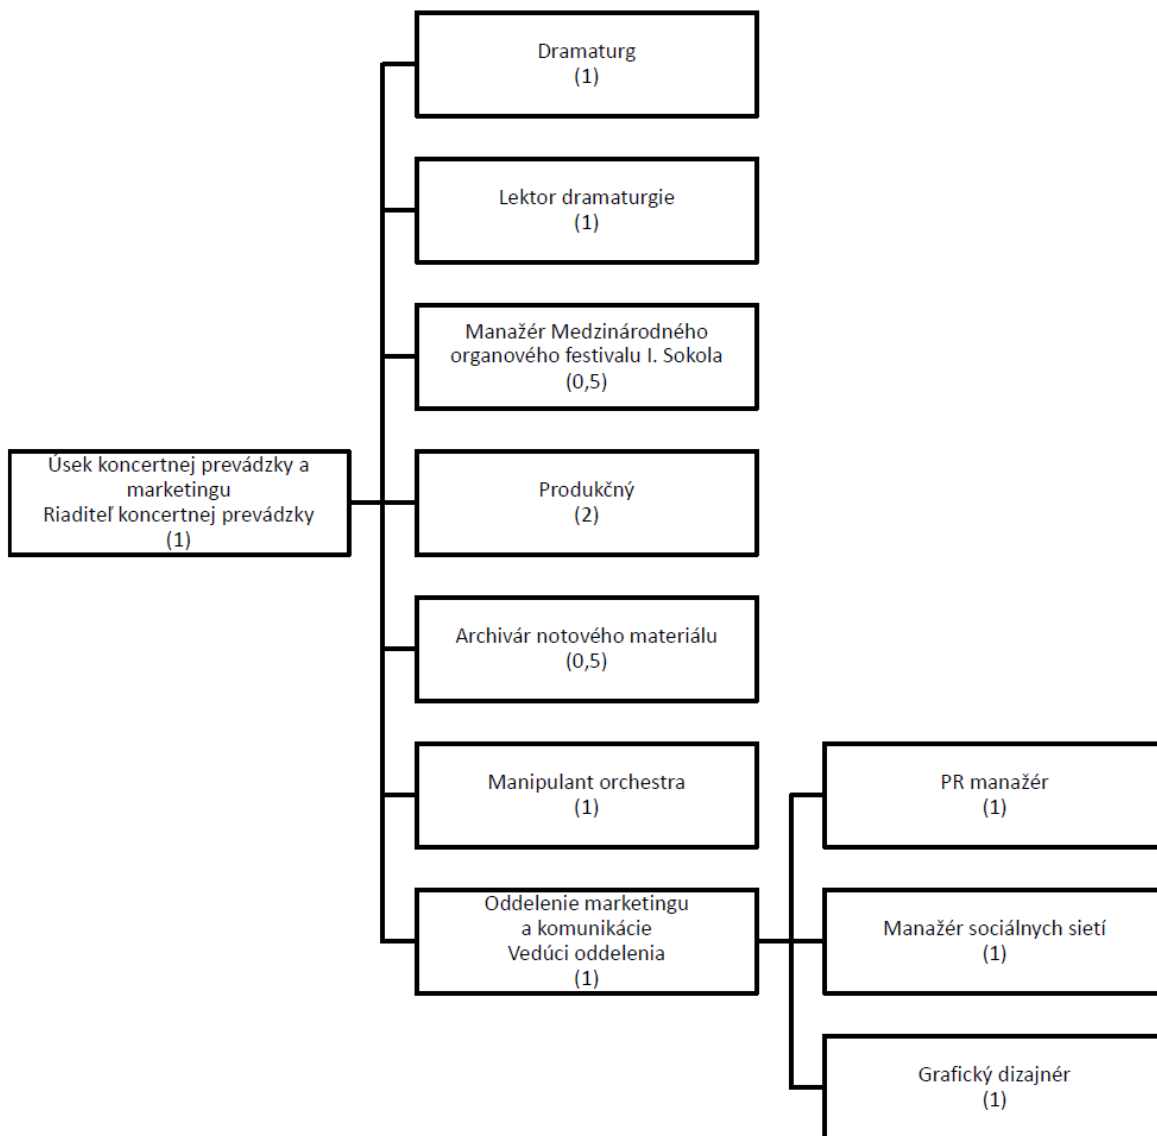 Dramaturg
(1)
Lektor dramaturgie
(1)
Manažér Medzinárodného
organového festivalu I. Sokola
(0,5)
Úsek koncertnej prevádzky a
marketingu
Riaditeľ koncertnej prevádzky
(1)
Produkčný
(2)
Archivár notového materiálu
(0,5)
Manipulant orchestra
(1)
Oddelenie marketingu
a komunikácie
Vedúci oddelenia
(1)
PR manažér
(1)
Manažér sociálnych sietí
(1)
Grafický dizajnér
(1)